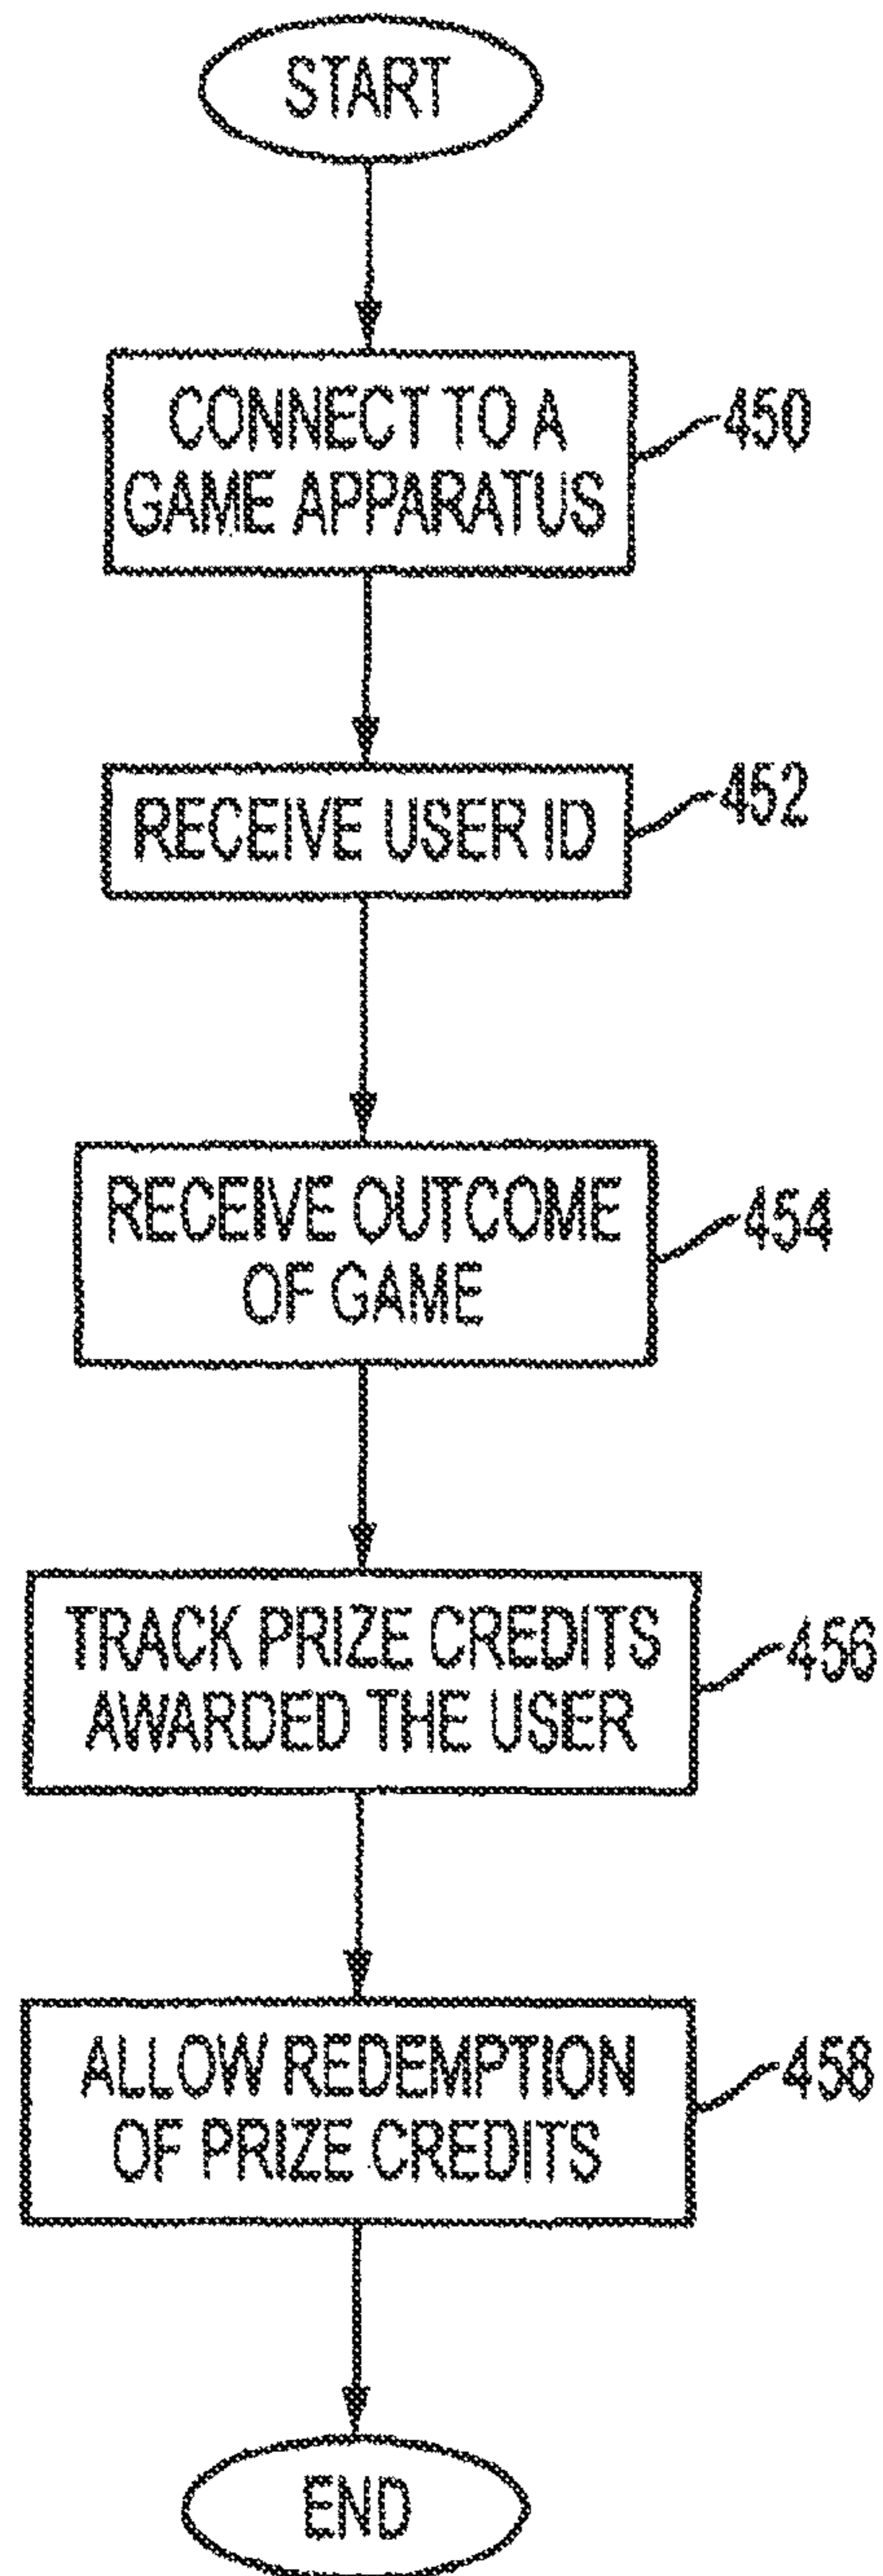 START
CONNECT TO A
GAME APPARATUS
450
RECEIVE USER ID
452
RECEIVE OUTCOME
OF GAME
454
TRACK PRIZE CREDITS
AWARDED THE USER
456
ALLOW REDEMPTION
OF PRIZE CREDITS
458
END